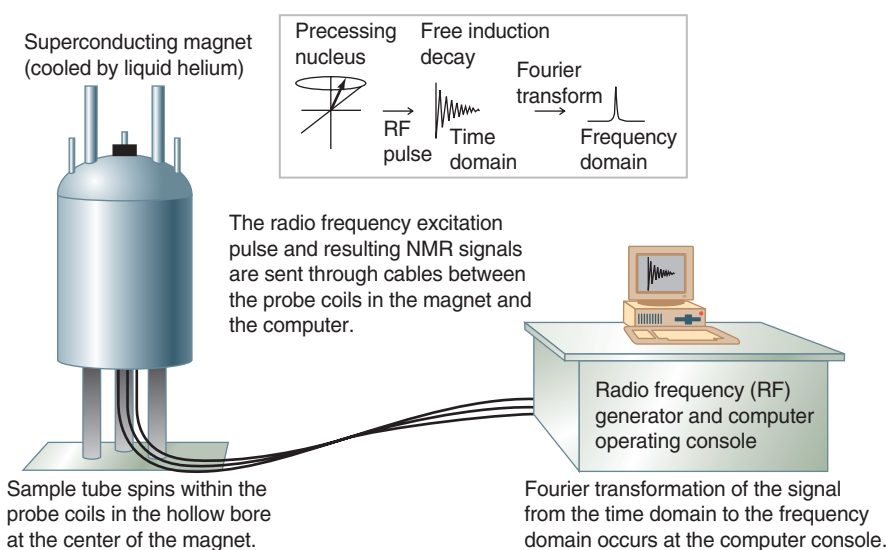 Superconducting magnet
(cooled by liquid helium)
Precessing
nucleus
RF
pulse
Free induction
decay
Time
domain
Fourier
transform
Frequency
domain
The radio frequency excitation
pulse and resulting NMR signals
are sent through cables between
the probe coils in the magnet and
the computer.
Radio frequency (RF)
generator and computer
operating console
Sample tube spins within the
probe coils in the hollow bore
at the center of the magnet.
Fourier transformation of the signal
from the time domain to the frequency
domain occurs at the computer console.